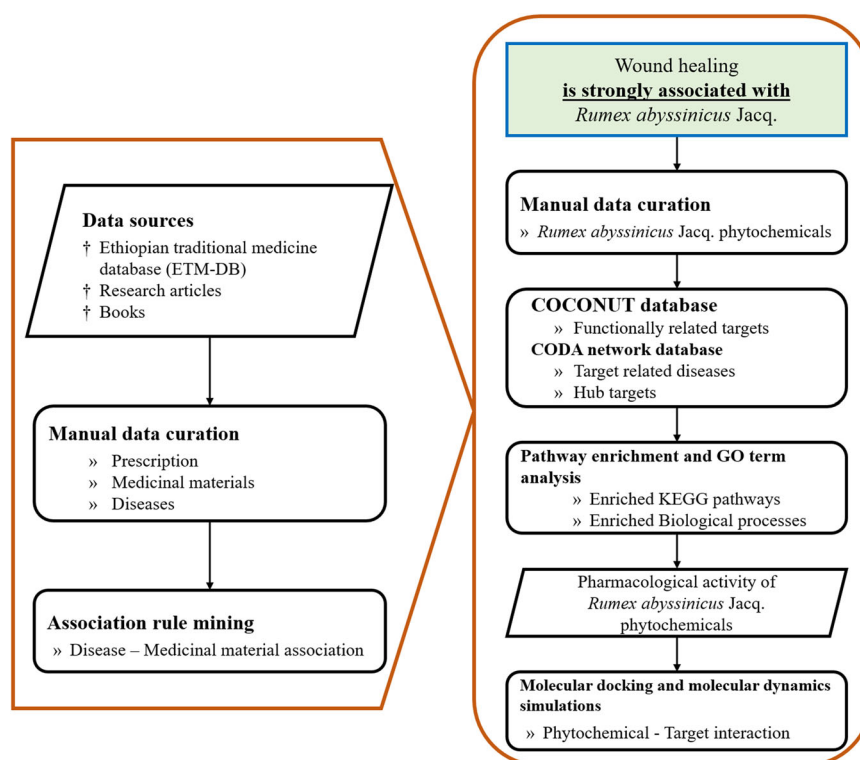 Data sources
† Ethiopian traditional medicine
database (ETM-DB)
† Research articles
† Books
Manual data curation
» Prescription
» Medicinal materials
» Diseases
Association rule mining
» Disease – Medicinal material association
Wound healing
is strongly associated with
Rumex abyssinicus Jacq.
Manual data curation
» Rumex abyssinicus Jacq. phytochemicals
COCONUT database
» Functionally related targets
CODA network database
» Target related diseases
» Hub targets
Pathway enrichment and GO term
analysis
» Enriched KEGG pathways
» Enriched Biological processes
Pharmacological activity of
Rumex abyssinicus Jacq.
phytochemicals
Molecular docking and molecular dynamics
simulations
» Phytochemical - Target interaction